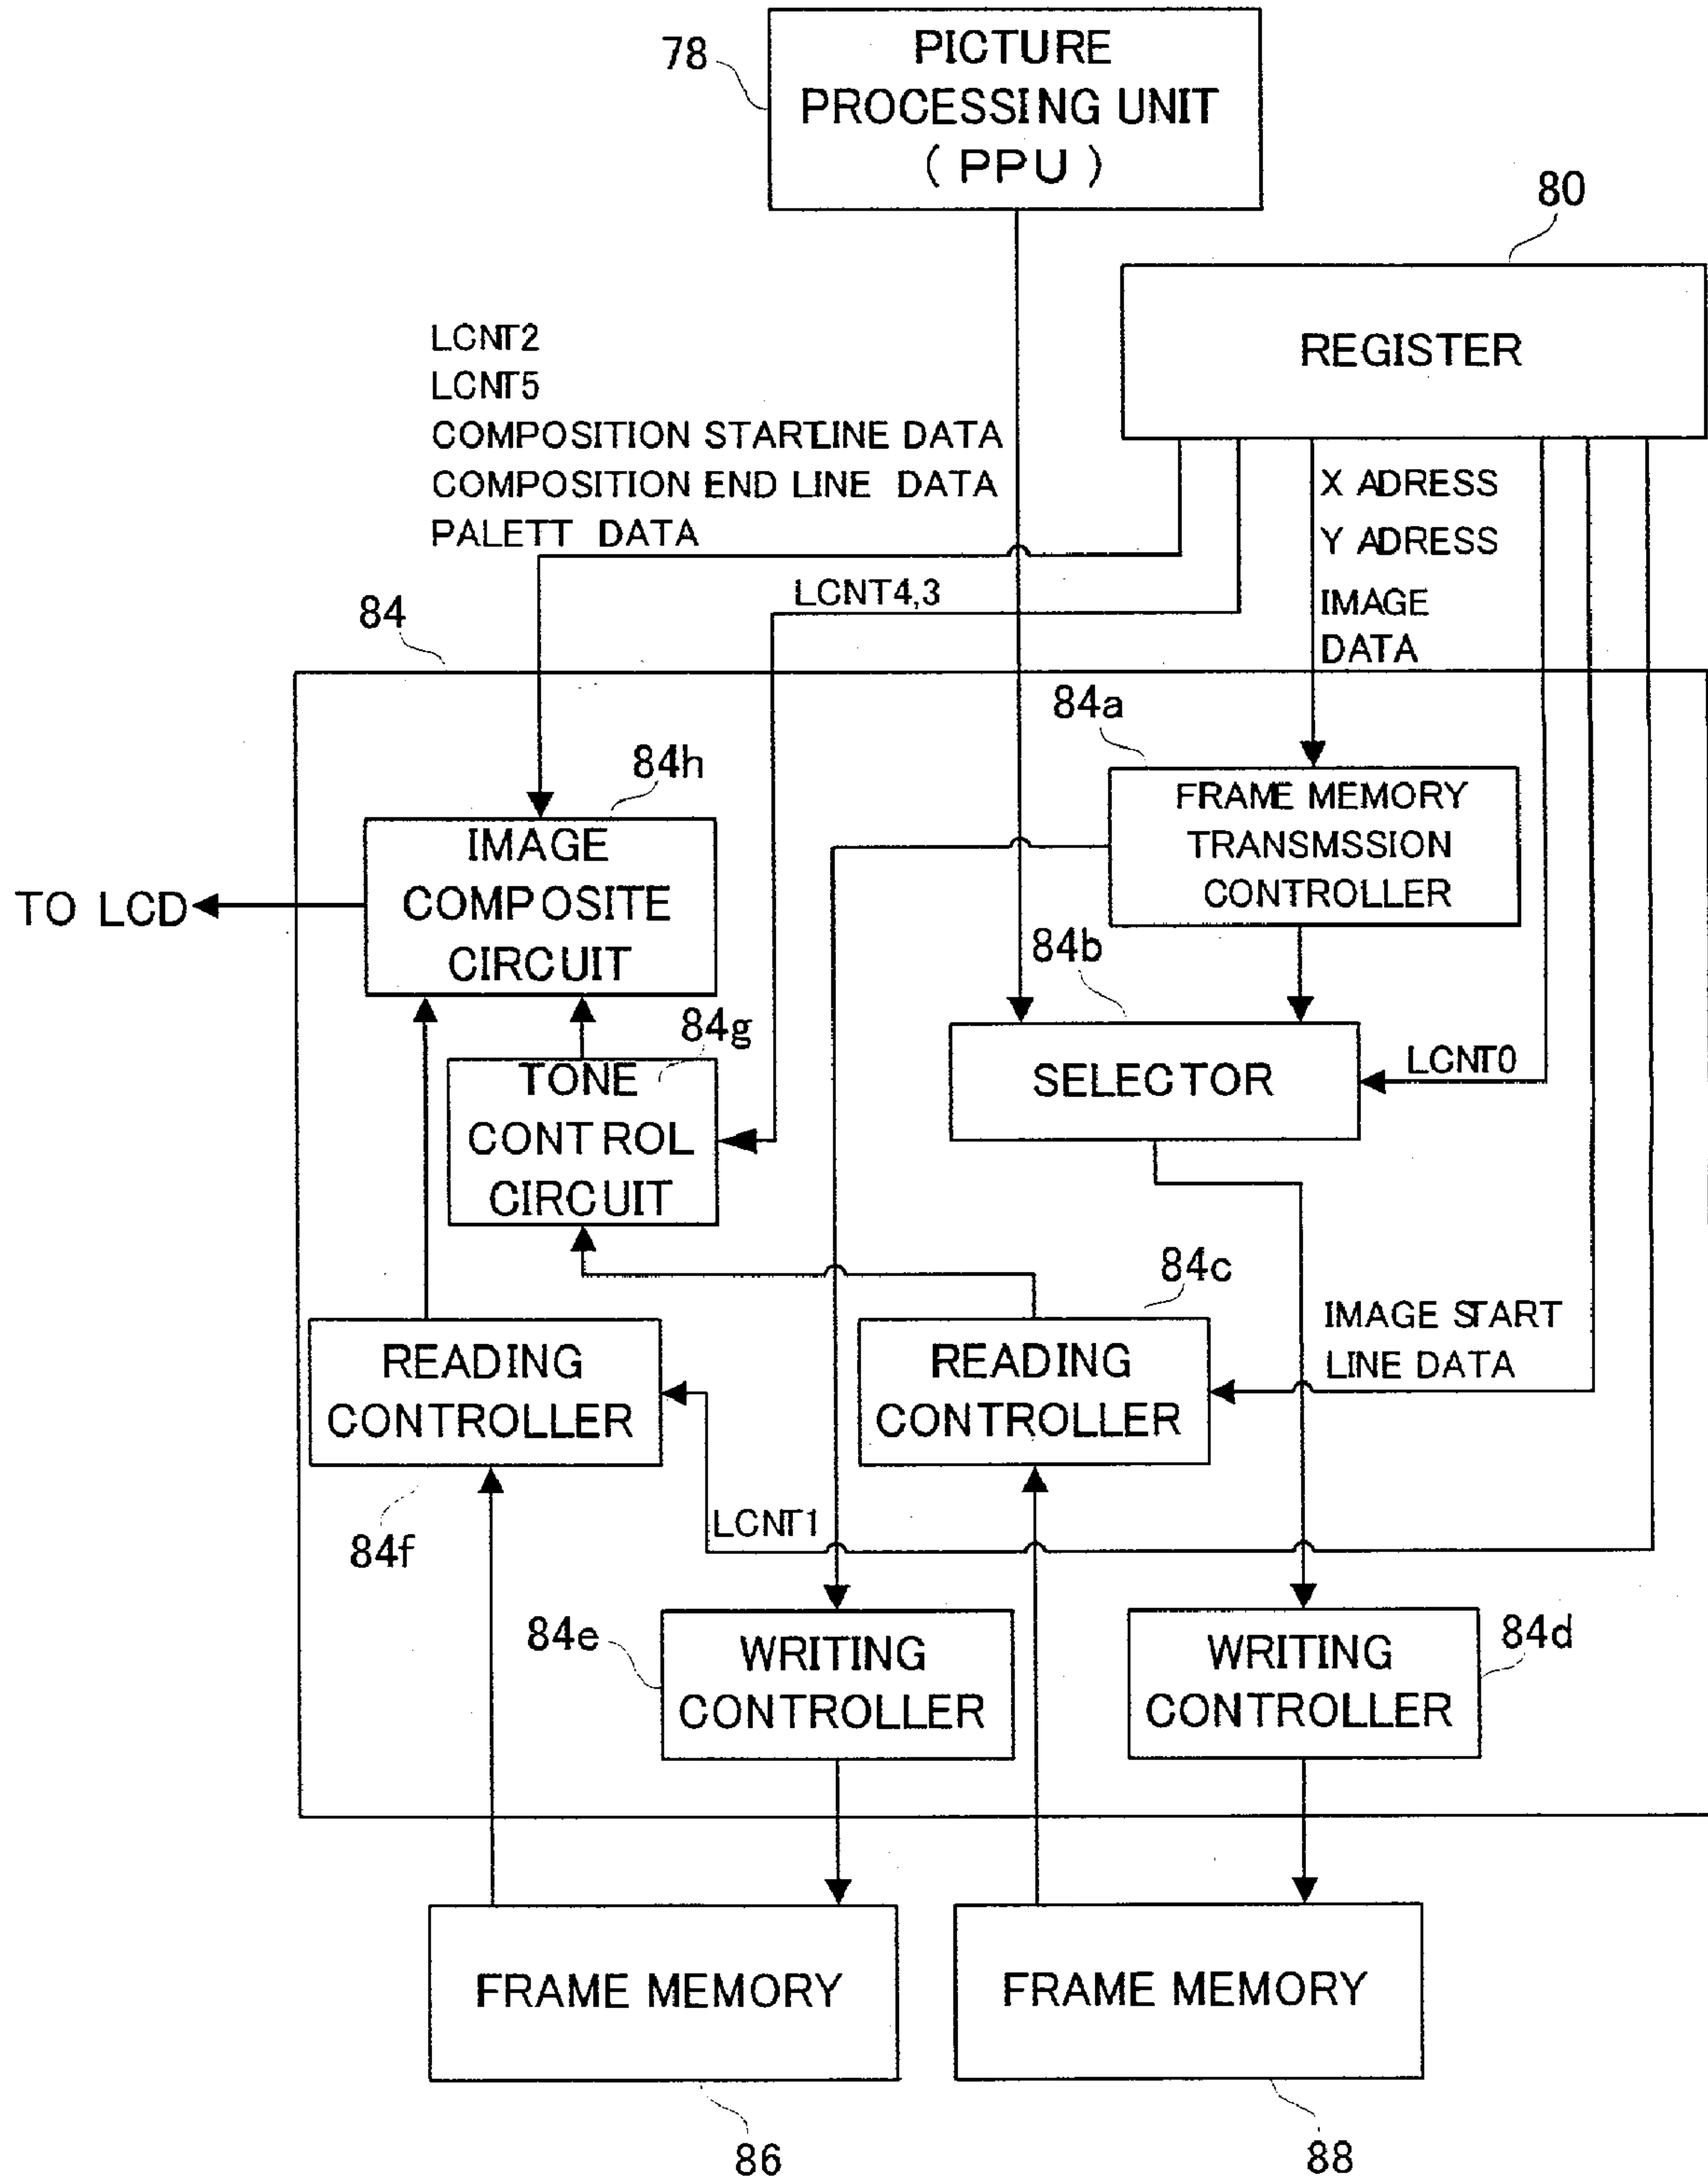 78
PICTURE
PROCESSING UNIT
( PPU )
80
REGISTER
LCNT2
LCNT5
COMPOSITION STARTLINE DATA
COMPOSITION END LINE DATA
PALETT DATA
X ADRESS
Y ADRESS
IMAGE
DATA
LCNT4,3
84
84a
FRAME MEMORY
TRANSMSSION
CONTROLLER
84h
IMAGE
COMPOSITE
CIRCUIT
TO LCD
84b
SELECTOR
LCNT0
84g
TONE
CONTROL
CIRCUIT
84c
READING
CONTROLLER
IMAGE START
LINE DATA
READING
CONTROLLER
84f
LCNT1
84e
WRITING
CONTROLLER
84d
WRITING
CONTROLLER
FRAME MEMORY
FRAME MEMORY
86
88